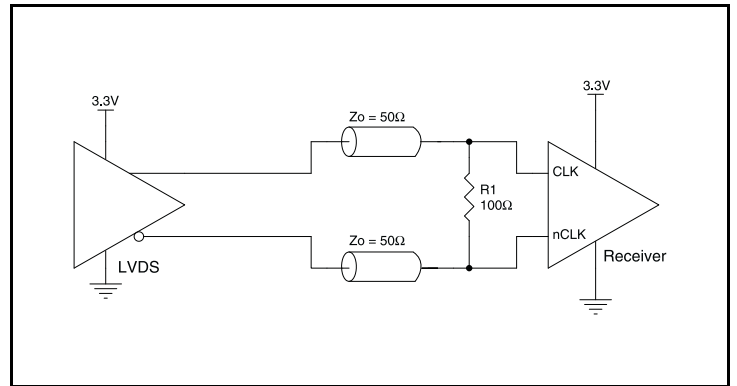 3.3V
3.3V
Zo = 50Ω
CLK
R1
100Ω
nCLK
Zo = 50Ω
LVDS
Receiver